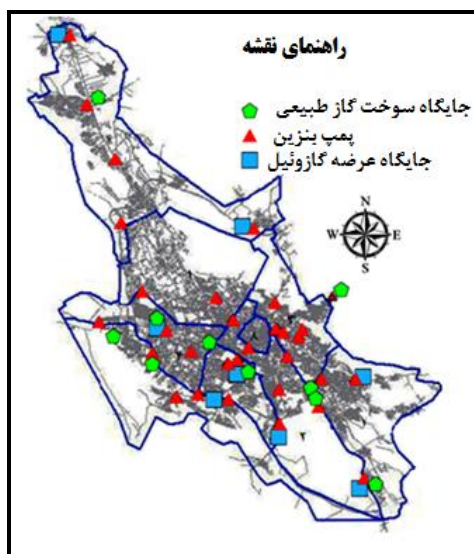 راهنمای نقشه
جایگاه سوخت گاز طبیعی
پمپ بنزین
جایگاه عرضه گازوئیل
N
W E
S